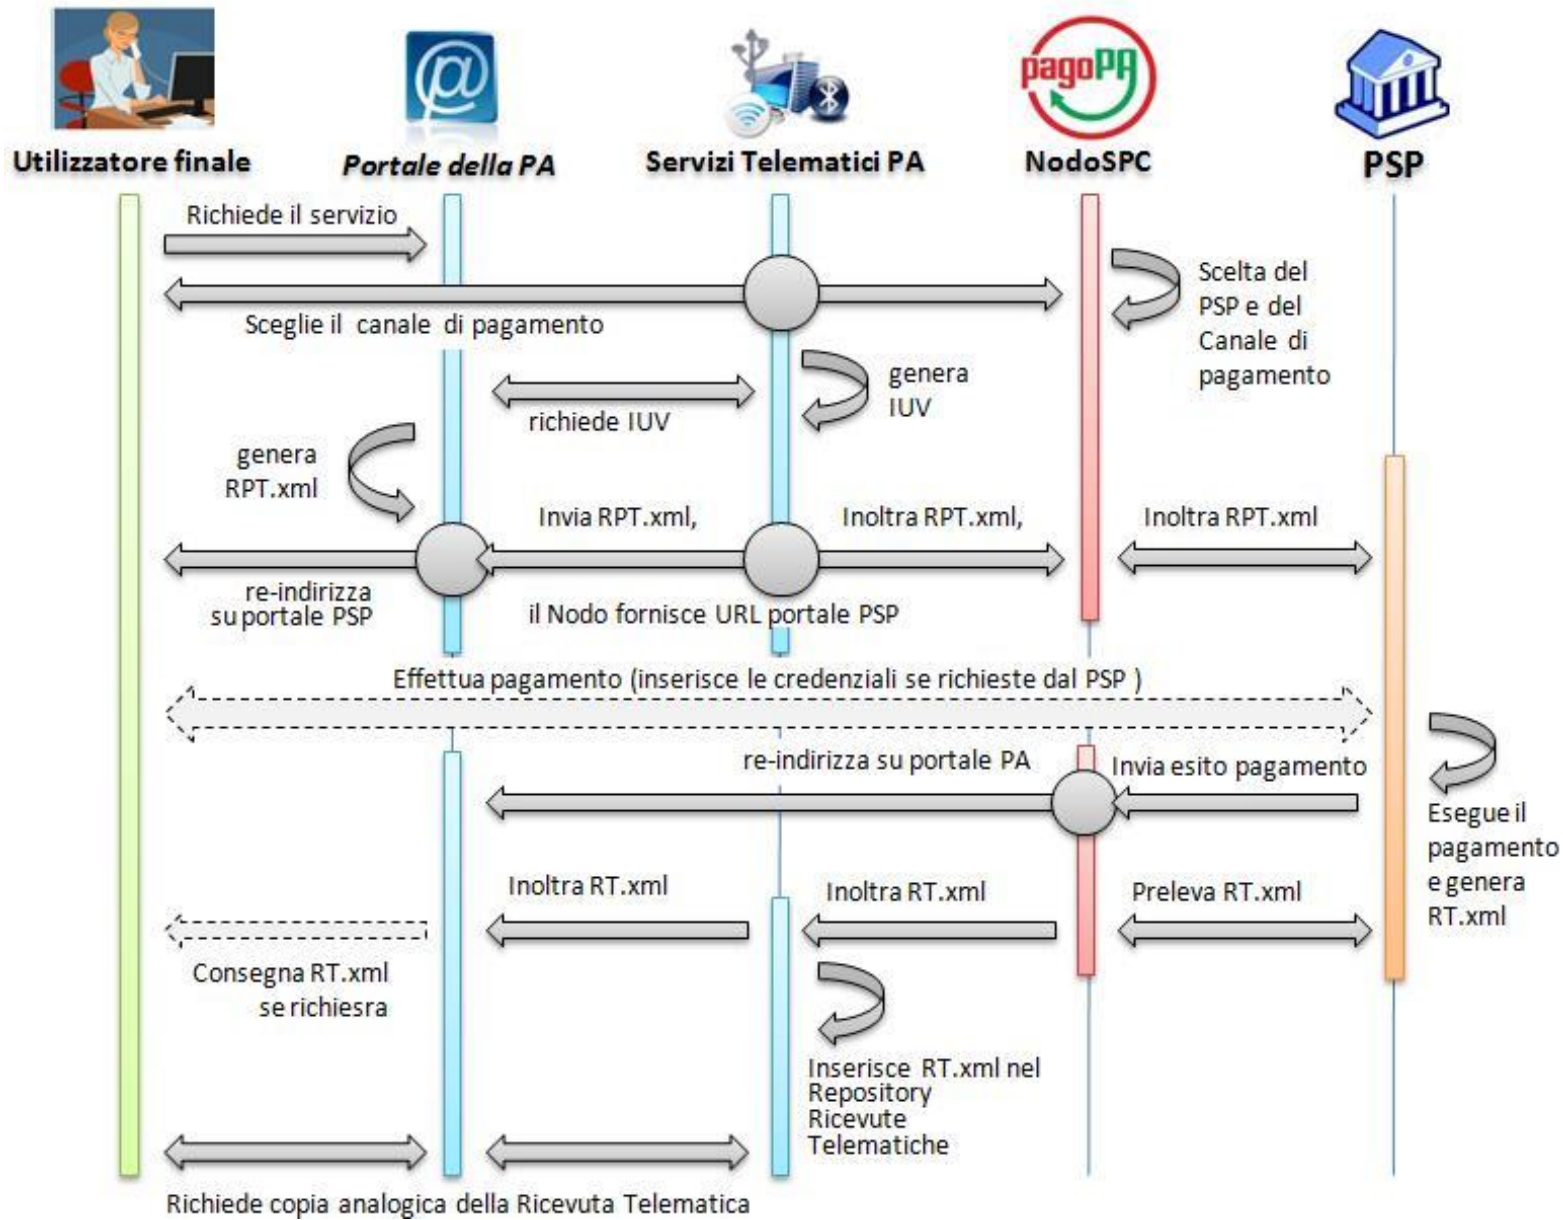 pagoPA
Utilizzatore finale
Portale della PA
Servizi Telematici PA
NodoSPC
PSP
Richiede il servizio
Sceglie il canale di pagamento
Scelta del
PSP e del
Canale di
pagamento
richiede IUV
genera
IUV
genera
RPT.xml
Invia RPT.xml,
Inoltra RPT.xml,
Inoltra RPT.xml
re-indirizza
su portale PSP
il Nodo fornisce URL portale PSP
Effettua pagamento (inserisce le credenziali se richieste dal PSP )
re-indirizza su portale PA
Invia esito pagamento
Esegue il
pagamento
e genera
RT.xml
Inoltra RT.xml
Inoltra RT.xml
Preleva RT.xml
Consegna RT.xml
se richiesra
Inserisce RT.xml nel
Repository
Ricevute
Telematiche
Richiede copia analogica della Ricevuta Telematica